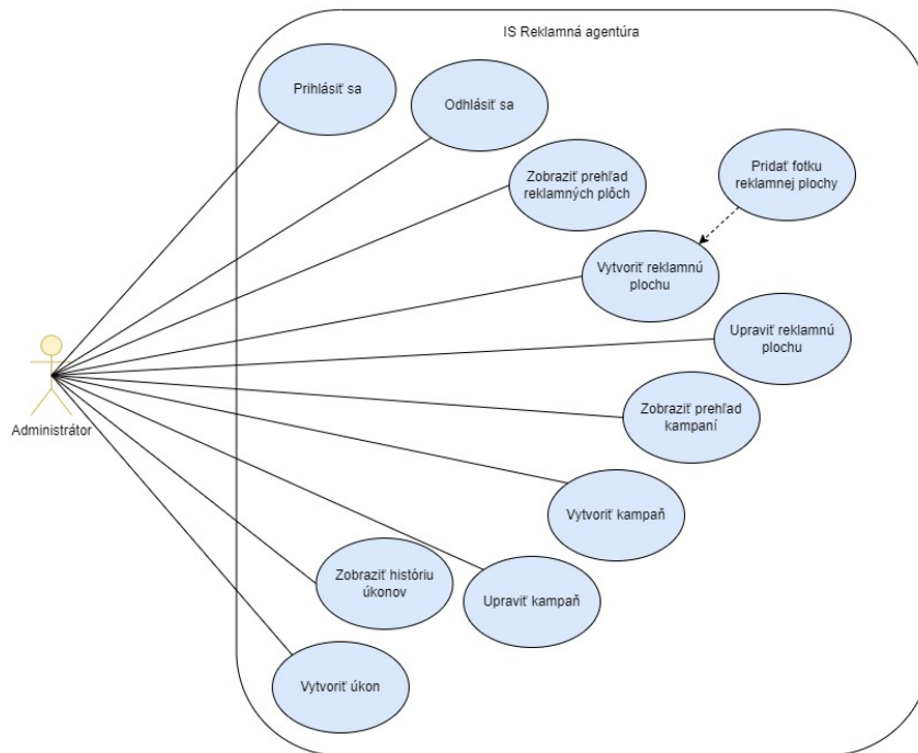 IS Reklamná agentúra
Prihlásiť sa
Odhlásiť sa
Zobraziť prehľad
reklamných plôch
Pridať fotku
reklamnej plochy
Vytvoriť reklamnú
plochu
Upraviť reklamnú
plochu
Administrátor
Zobraziť prehľad
kampaní
Vytvoriť kampaň
Zobraziť históriu
úkonov
Upraviť kampaň
Vytvoriť úkon